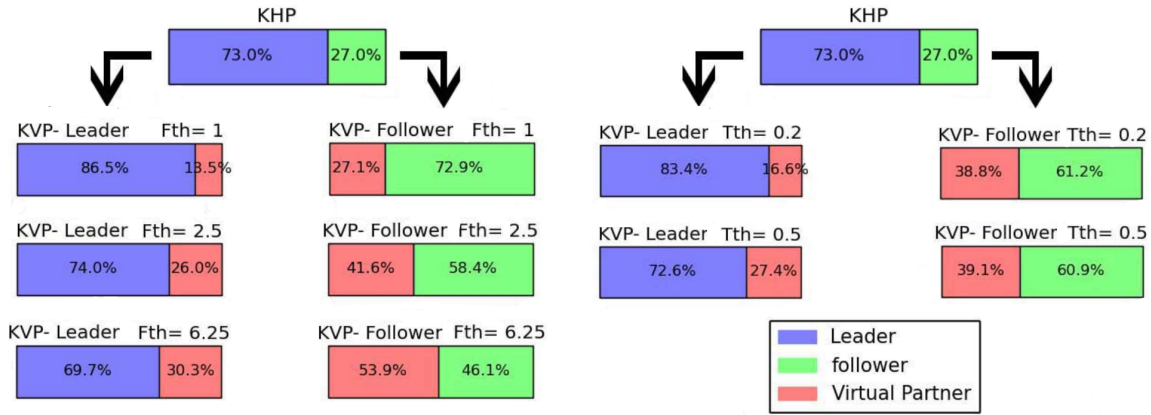 KHP
73.0% 27.0%
KVP- Leader Fth= 1
86.5% 13.5%
KVP- Follower Fth= 1
27.1% 72.9%
KVP- Leader Fth= 2.5
74.0% 26.0%
KVP- Follower Fth= 2.5
41.6% 58.4%
KVP- Leader Fth= 6.25
69.7% 30.3%
KVP- Follower Fth= 6.25
53.9% 46.1%
KHP
73.0% 27.0%
KVP- Leader Tth= 0.2
83.4% 16.6%
KVP- Follower Tth= 0.2
38.8% 61.2%
KVP- Leader Tth= 0.5
72.6% 27.4%
KVP- Follower Tth= 0.5
39.1% 60.9%
Leader
follower
Virtual Partner